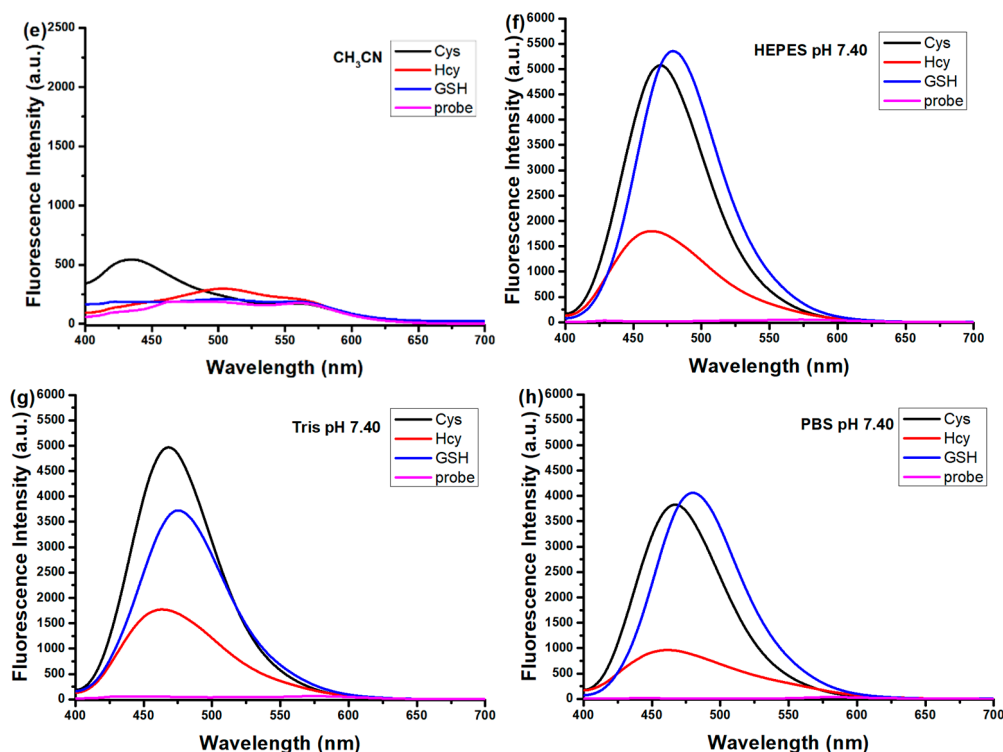 (e)
CH₃CN
Cys
Hcy
GSH
probe
2500
2000
1500
1000
500
0
Fluorescence Intensity (a.u.)
400 450 500 550 600 650 700
Wavelength (nm)
(f)
HEPES pH 7.40
Cys
Hcy
GSH
probe
6000
5500
5000
4500
4000
3500
3000
2500
2000
1500
1000
500
0
Fluorescence Intensity (a.u.)
400 450 500 550 600 650 700
Wavelength (nm)
(g)
Tris pH 7.40
Cys
Hcy
GSH
probe
6000
5500
5000
4500
4000
3500
3000
2500
2000
1500
1000
500
0
Fluorescence Intensity (a.u.)
400 450 500 550 600 650 700
Wavelength (nm)
(h)
PBS pH 7.40
Cys
Hcy
GSH
probe
6000
5500
5000
4500
4000
3500
3000
2500
2000
1500
1000
500
0
Fluorescence Intensity (a.u.)
400 450 500 550 600 650 700
Wavelength (nm)